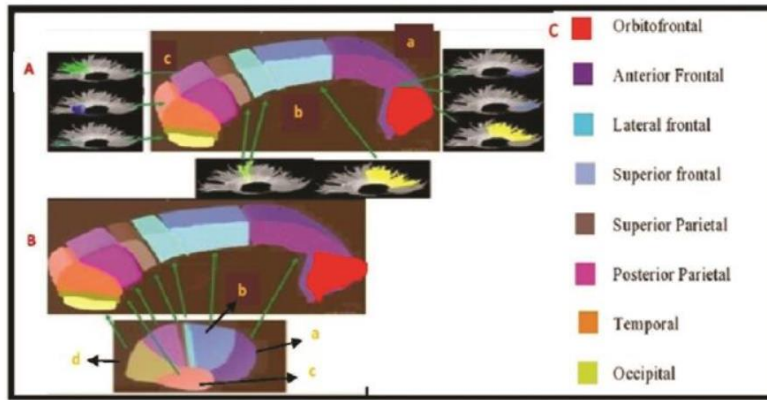 A
c
a
b
C
B
b
a
d
c
Orbitofrontal
Anterior Frontal
Lateral frontal
Superior frontal
Superior Parietal
Posterior Parietal
Temporal
Occipital